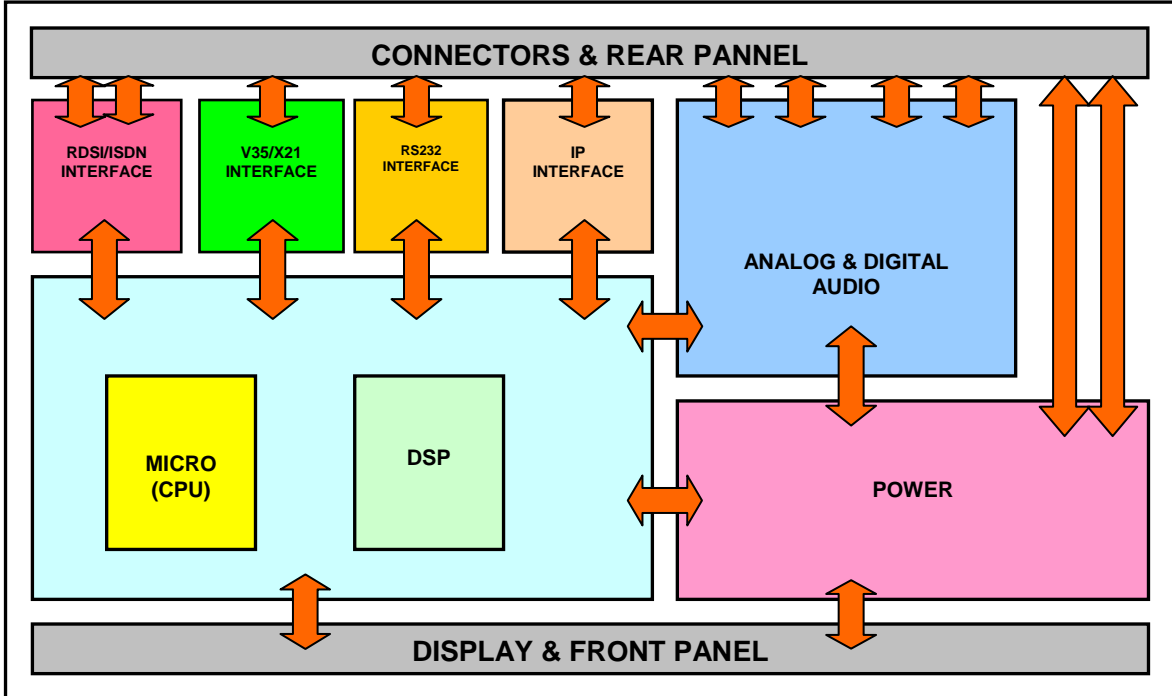 CONNECTORS & REAR PANNEL
RDSI/ISDN
INTERFACE
V35/X21
INTERFACE
RS232
INTERFACE
IP
INTERFACE
ANALOG & DIGITAL
AUDIO
MICRO
(CPU)
DSP
POWER
DISPLAY & FRONT PANEL